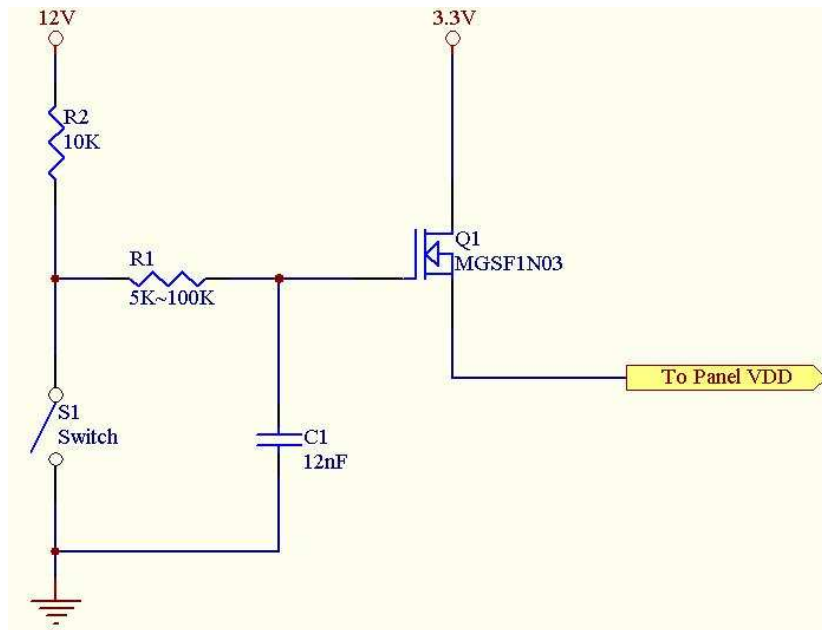 12V
3.3V
R2
10K
R1
5K~100K
Q1
MGSF1N03
S1
Switch
C1
12nF
To Panel VDD